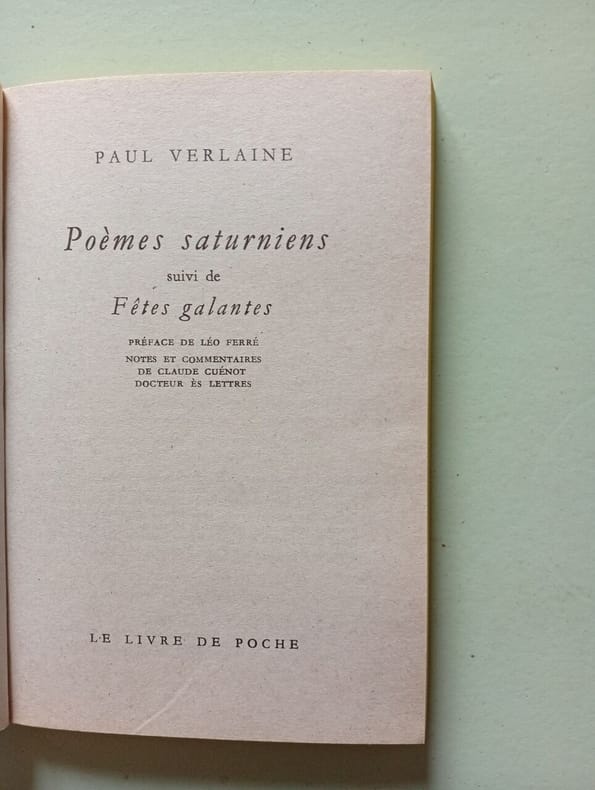 PAUL VERLAINE
Poèmes saturniens
suivi de
Fêtes galantes
PRÉFACE DE LÉO FERRÉ
NOTES ET COMMENTAIRES
DE CLAUDE CUÉNOT
DOCTEUR ÈS LETTRES
LE LIVRE DE POCHE